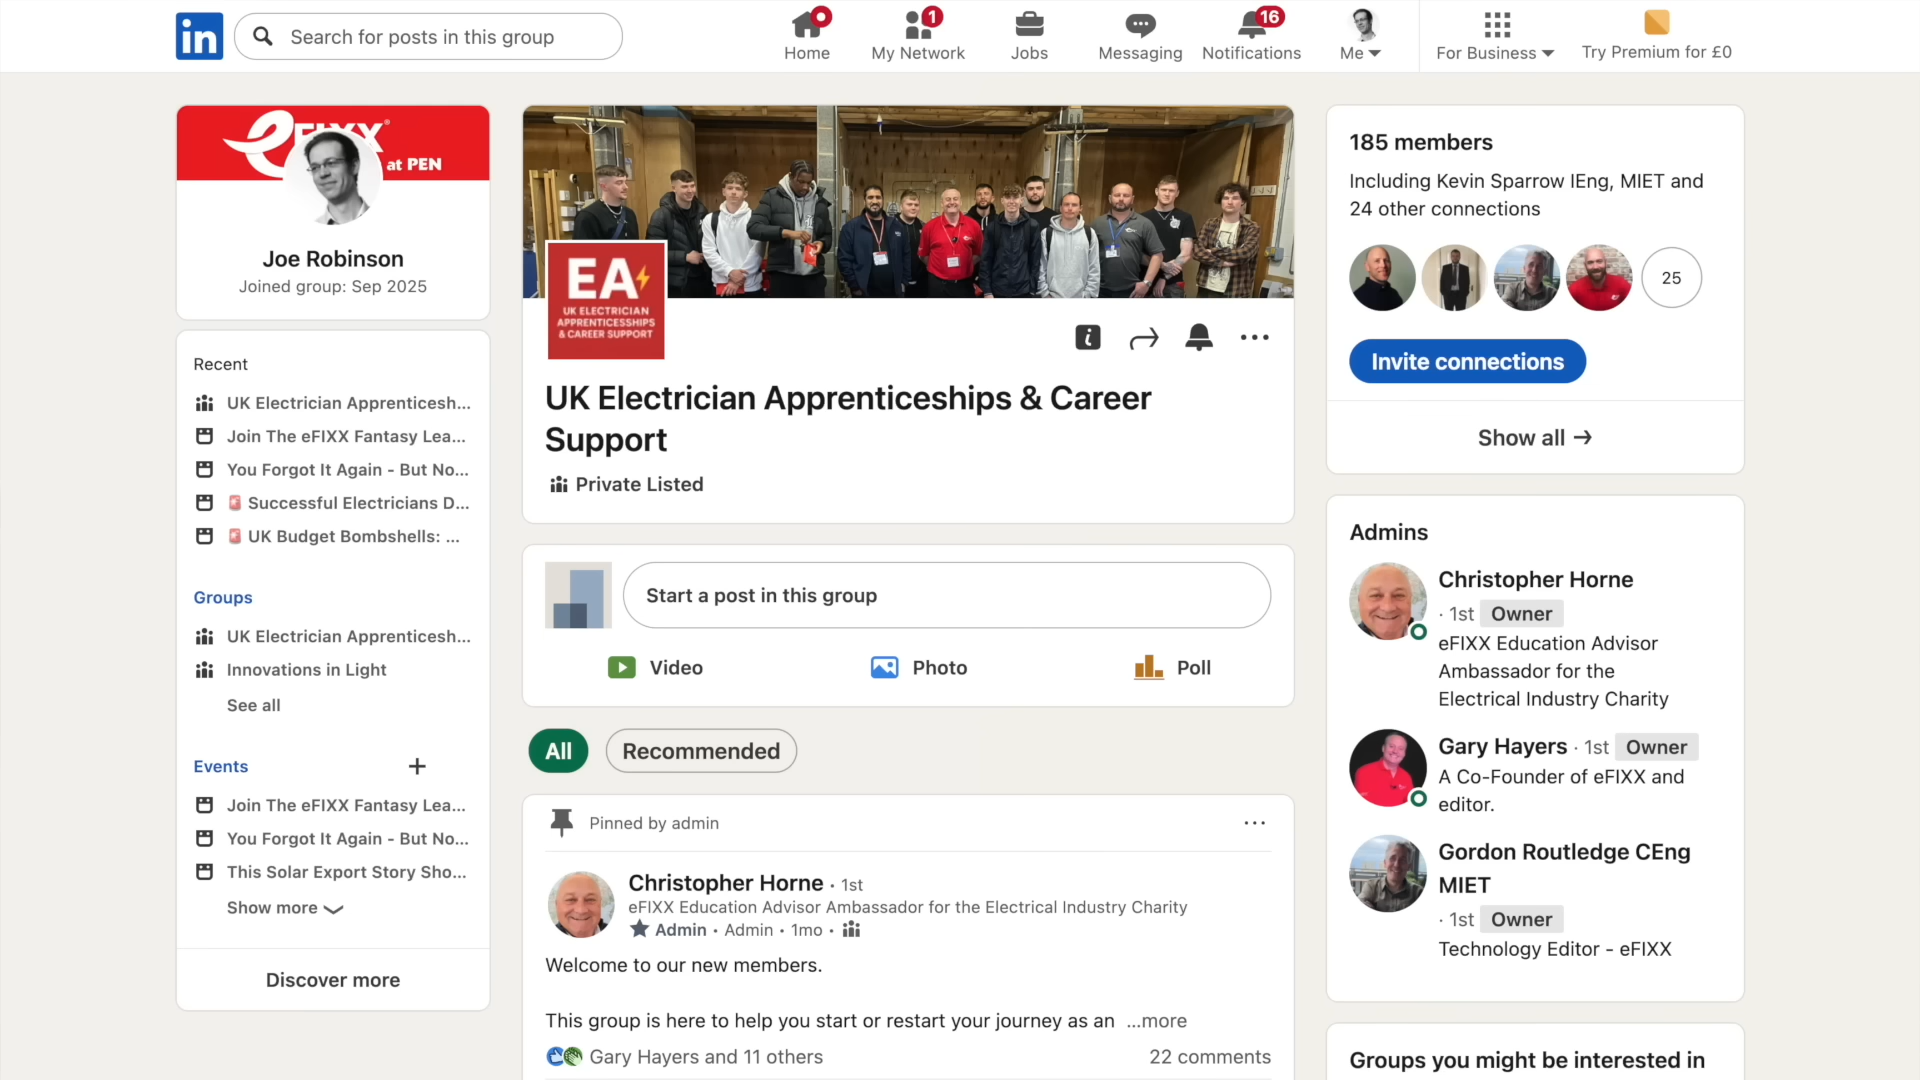 in
Search for posts in this group
Home
1
My Network
Jobs
Messaging
16
Notifications
Me
For Business
Try Premium for £0
eFIXX®
at PEN
Joe Robinson
Joined group: Sep 2025
Recent
UK Electrician Apprenticesh...
Join The eFIXX Fantasy Lea...
You Forgot It Again - But No...
🚨 Successful Electricians D...
🚨 UK Budget Bombshells: ...
Groups
UK Electrician Apprenticesh...
Innovations in Light
See all
Events
Join The eFIXX Fantasy Lea...
You Forgot It Again - But No...
This Solar Export Story Sho...
Show more
Discover more
EA
UK ELECTRICIAN
APPRENTICESSHIPS
& CAREER SUPPORT
UK Electrician Apprenticeships & Career
Support
Private Listed
Start a post in this group
Video
Photo
Poll
All
Recommended
Pinned by admin
Christopher Horne • 1st
eFIXX Education Advisor Ambassador for the Electrical Industry Charity
Admin • Admin • 1mo •
Welcome to our new members.
This group is here to help you start or restart your journey as an ...more
Gary Hayers and 11 others
22 comments
185 members
Including Kevin Sparrow IEng, MIET and
24 other connections
25
Invite connections
Show all →
Admins
Christopher Horne
· 1st Owner
eFIXX Education Advisor
Ambassador for the
Electrical Industry Charity
Gary Hayers · 1st Owner
A Co-Founder of eFIXX and
editor.
Gordon Routledge CEng
MIET
· 1st Owner
Technology Editor - eFIXX
Groups you might be interested in